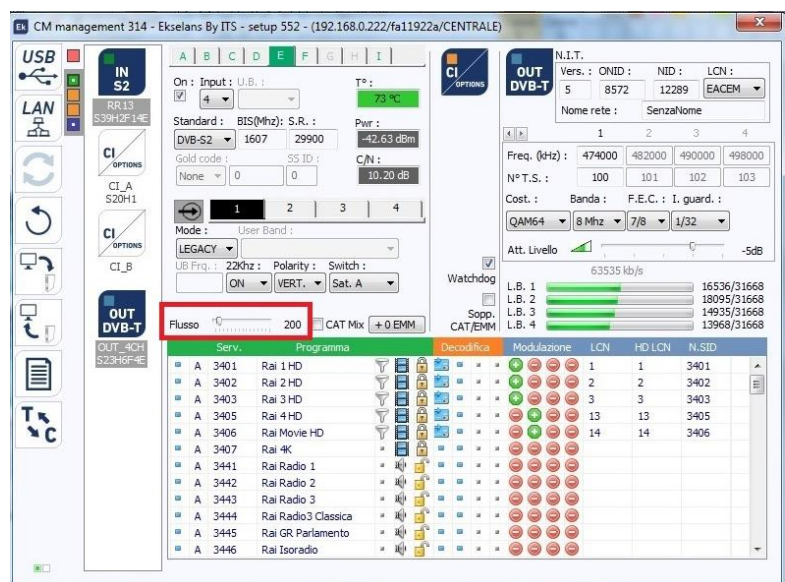 Ek CM management 314 - Ekselans By ITS - setup 552 - (192.168.0.222/fa11922a/CENTRALE)
USB
LAN
T C
IN
S2
RR13
S39H2F14E
CI
OPTIONS
CI_A
S20H1
CI
OPTIONS
CI_B
OUT
DVB-T
OUT_4CH
S23H6F4E
A B C D E F G H I
On : Input : U.B. : T° :
4 73 °C
Standard : BIS(Mhz): S.R. : Pwr :
DVB-S2 1607 29900 -42.63 dBm
Gold code : SS ID : C/N :
None 0 0 10.20 dB
1 2 3 4
Mode : User Band :
LEGACY
UB Frq. : 22Khz : Polarity : Switch :
ON VERT. Sat. A
Flusso 200 CAT Mix + 0 EMM
CI
OPTIONS
Watchdog
Sopp.
CAT/EMM
OUT
DVB-T
N.I.T.
Vers. : ONID : NID : LCN :
5 8572 12289 EACEM
Nome rete : SenzaNome
1 2 3 4
Freq. (kHz) : 474000 482000 490000 498000
N° T.S. : 100 101 102 103
Cost. : Banda : F.E.C. : I. guard. :
QAM64 8 Mhz 7/8 1/32
Att. Livello -5dB
63535 kb/s
L.B. 1 16536/31668
L.B. 2 18095/31668
L.B. 3 14935/31668
L.B. 4 13968/31668
Serv. Programma Decodifica Modulazione LCN HD LCN N.SID
A 3401 Rai 1 HD 1 1 3401
A 3402 Rai 2 HD 2 2 3402
A 3403 Rai 3 HD 3 3 3403
A 3405 Rai 4 HD 13 13 3405
A 3406 Rai Movie HD 14 14 3406
A 3407 Rai 4K
A 3441 Rai Radio 1
A 3442 Rai Radio 2
A 3443 Rai Radio 3
A 3444 Rai Radio3 Classica
A 3445 Rai GR Parlamento
A 3446 Rai Isoradio